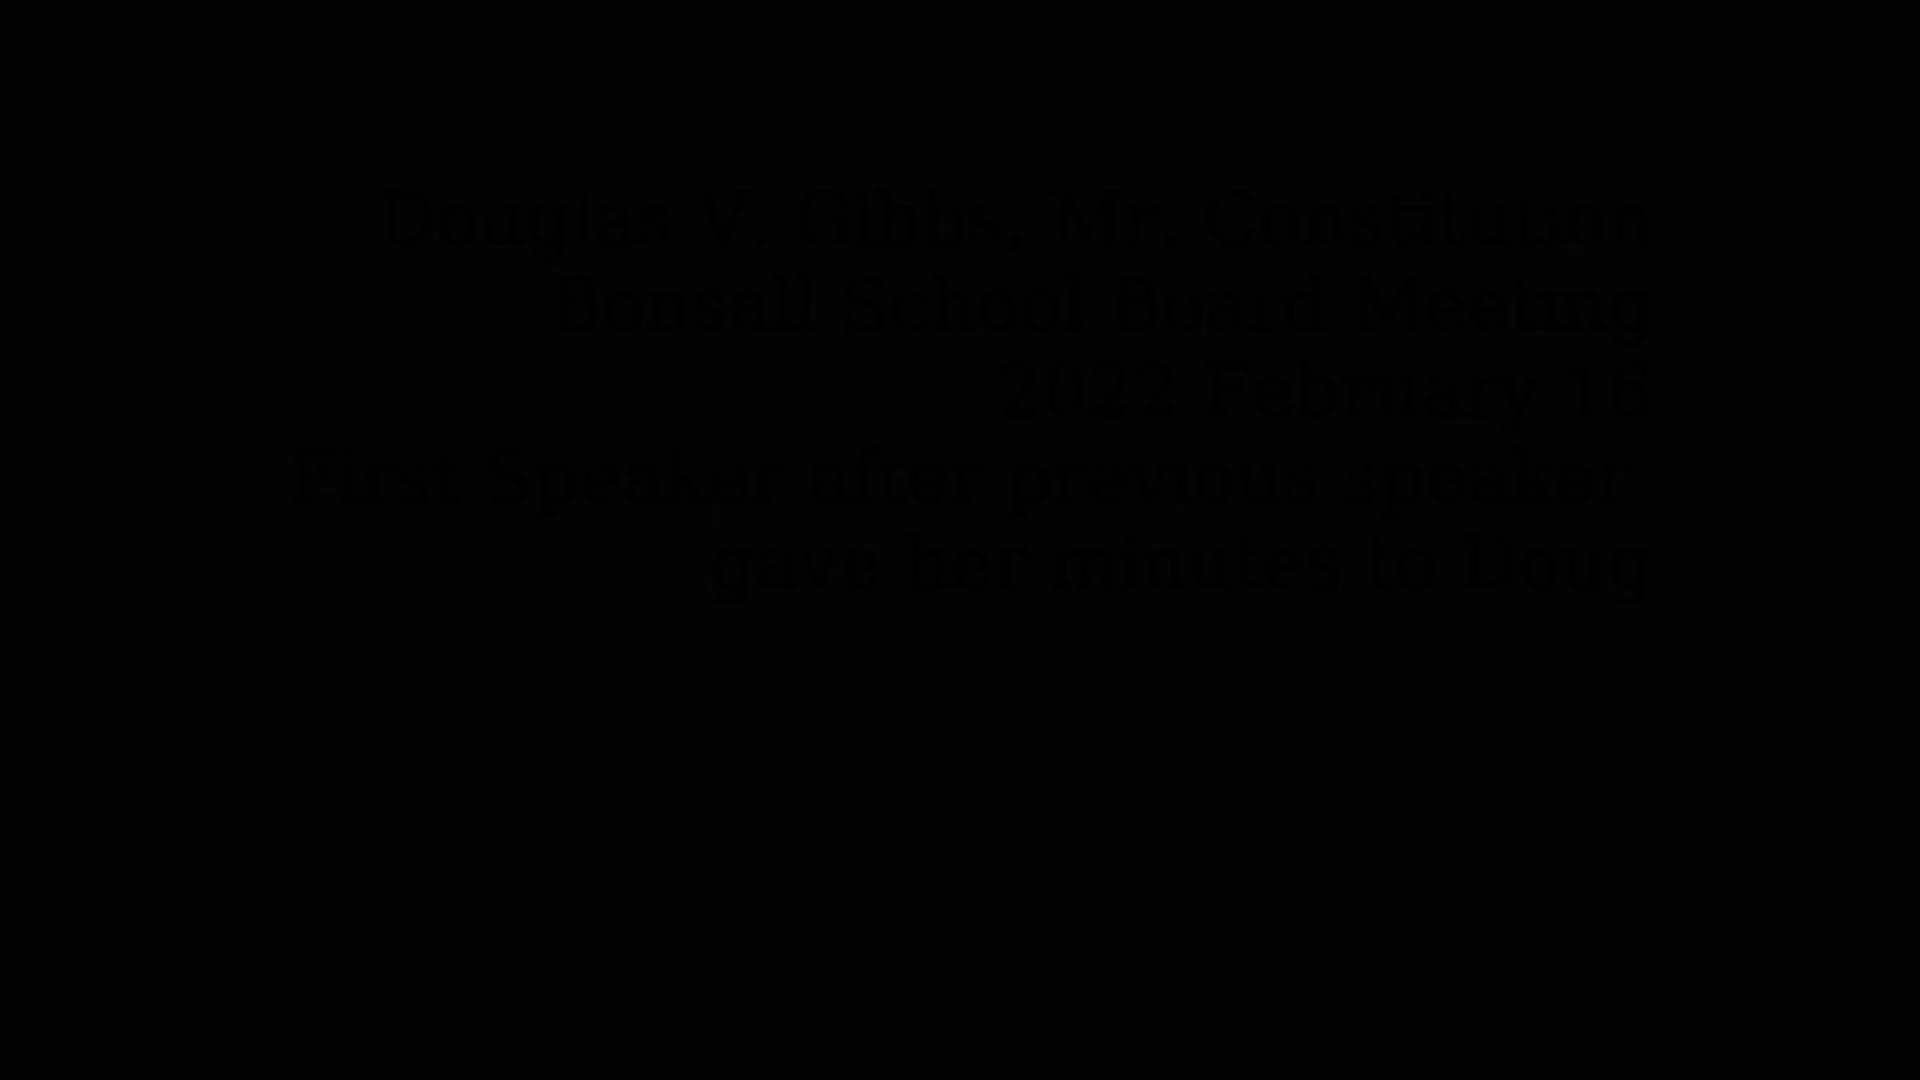 Douglas V. Gibbs, Mr. Constitution
Bonsall School Board Meeting
2022 February 16
First Speaker after previous speaker
gave her minutes to Doug